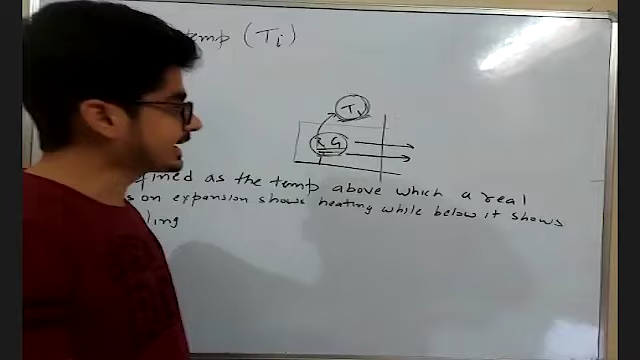 temp (Ti)
Ti
RG
fined as the temp above which a real
s on expansion shows heating while below it shows
ling